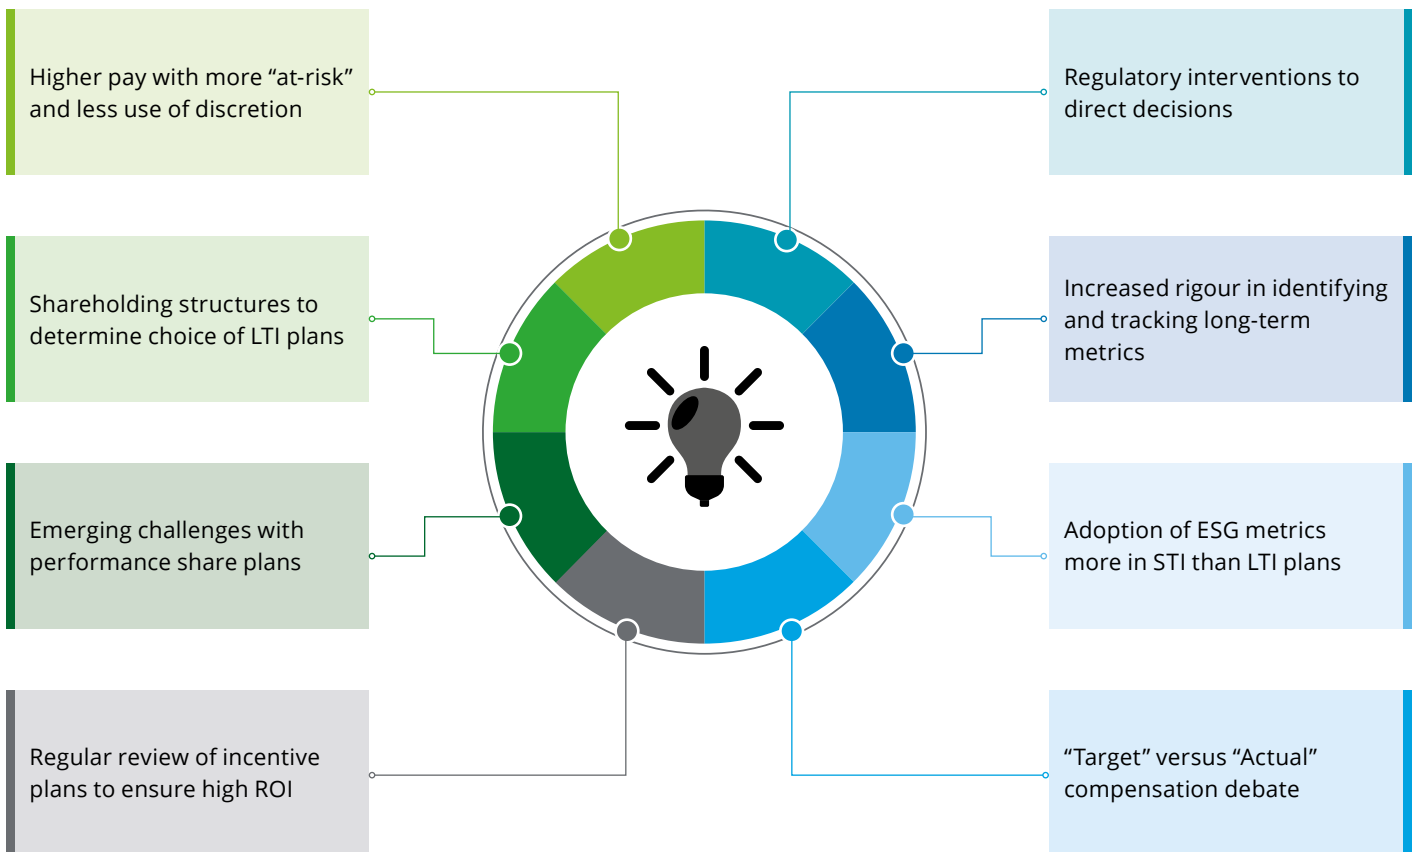 Higher pay with more “at-risk”
and less use of discretion
Shareholding structures to
determine choice of LTI plans
Emerging challenges with
performance share plans
Regular review of incentive
plans to ensure high ROI
Regulatory interventions to
direct decisions
Increased rigour in identifying
and tracking long-term
metrics
Adoption of ESG metrics
more in STI than LTI plans
“Target” versus “Actual”
compensation debate